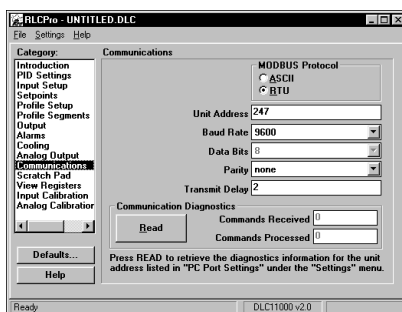 RLCPro - UNTITLED.DLC
File Settings Help
Category:
Introduction
PID Settings
Input Setup
Setpoints
Profile Setup
Profile Segments
Output
Alarms
Cooling
Analog Output
Communications
Scratch Pad
View Registers
Input Calibration
Analog Calibration
Defaults...
Help
Communications
MODBUS Protocol
ASCII
RTU
Unit Address 247
Baud Rate 9600
Data Bits 8
Parity none
Transmit Delay 2
Communication Diagnostics
Read
Commands Received 0
Commands Processed 0
Press READ to retrieve the diagnostics information for the unit
address listed in "PC Port Settings" under the "Settings" menu.
Ready DLC11000 v2.0